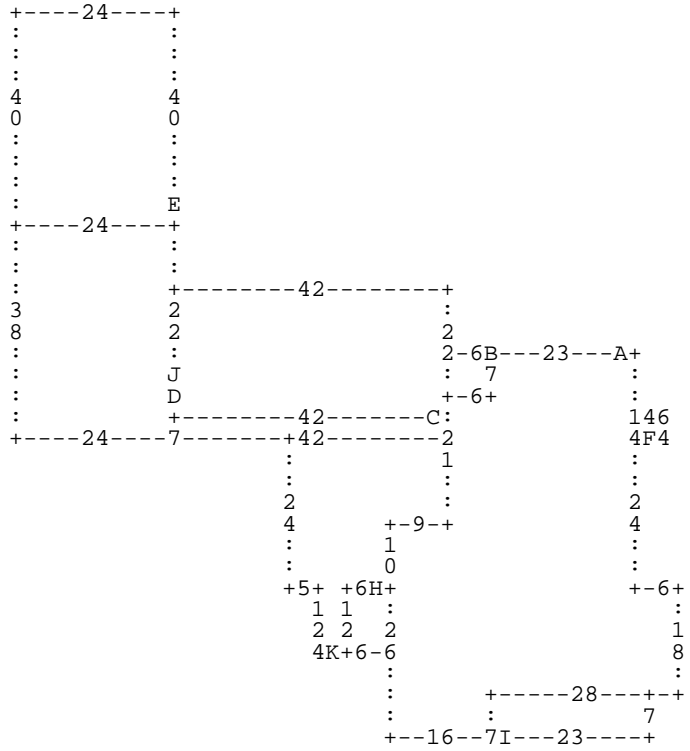 +----24----+
:          :
:          :
:          :
4          4
0          0
:          :
:          :
:          :
:          E
+----24----+
:          :
:          :
:          +--------42--------+
3          2                  :
8          2                  2
:          :                  2-6B---23---A+
:          J                  :  7         :
:          D                  +-6+         :
:          +--------42-------C:            146
+----24----7-------+42--------2            4F4
                   :          1            :
                   :          :            :
                   2          :            2
                   4      +-9-+            4
                   :      1                :
                   :      0                :
                   +5+ +6H+                +-6+
                     1 1  :                   :
                     2 2  2                   1
                     4K+6-6                   8
                          :                   :
                          :      +-----28---+-+
                          :      :          7
                          +--16--7I---23----+